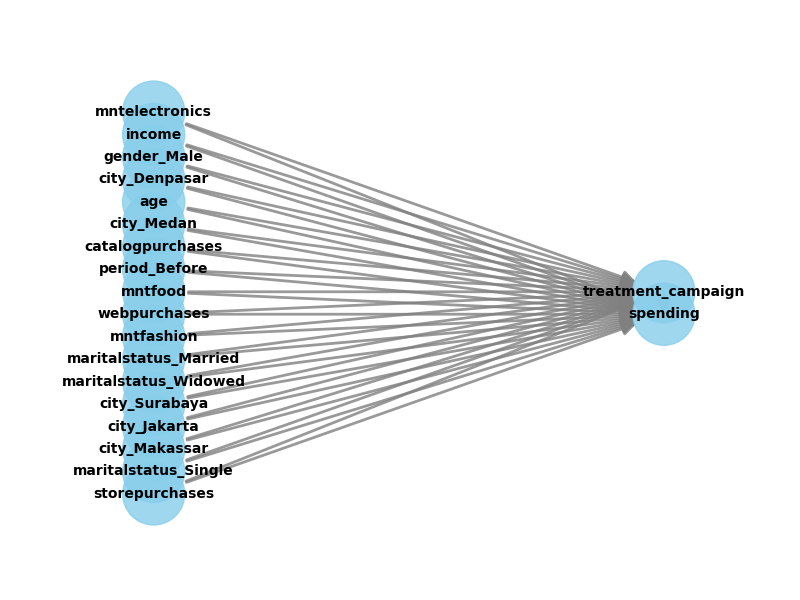 mntelectronics
income
gender_Male
city_Denpasar
age
city_Medan
catalogpurchases
period_Before
mntfood
webpurchases
mntfashion
maritalstatus_Married
maritalstatus_Widowed
city_Surabaya
city_Jakarta
city_Makassar
maritalstatus_Single
storepurchases
treatment_campaign
spending